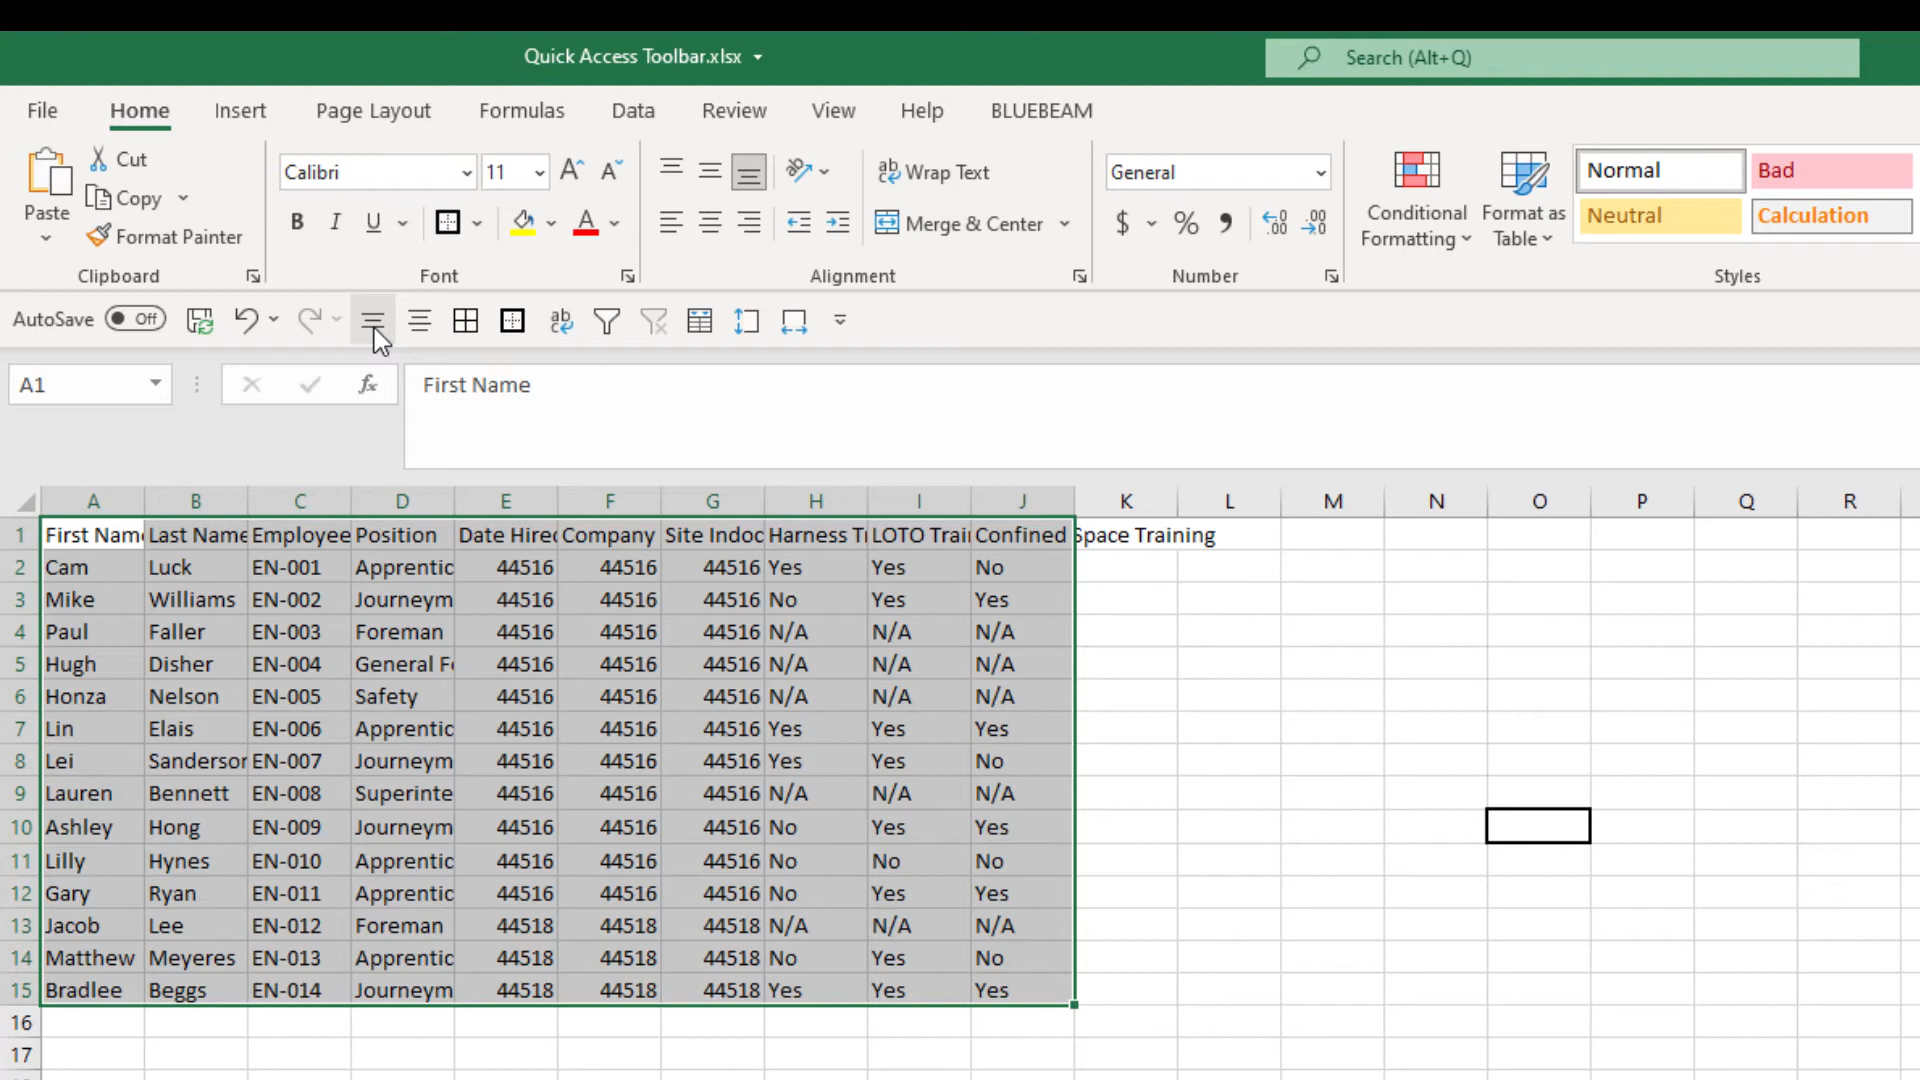 Quick Access Toolbar.xlsx
Search (Alt+Q)
File Home Insert Page Layout Formulas Data Review View Help BLUEBEAM
Paste
Cut
Copy
Format Painter
Clipboard
Calibri 11
B I U A
Font
ab Wrap Text
Merge & Center
Alignment
General
$ % ,
Number
Conditional Formatting
Format as Table
Normal Bad
Neutral Calculation
Styles
AutoSave Off
A1 fx First Name
A B C D E F G H I J K L M N O P Q R
1 First Name Last Name Employee Position Date Hired Company Site Indoc Harness Tr LOTO Trai Confined Space Training
2 Cam Luck EN-001 Apprentic 44516 44516 44516 Yes Yes No
3 Mike Williams EN-002 Journeym 44516 44516 44516 No Yes Yes
4 Paul Faller EN-003 Foreman 44516 44516 44516 N/A N/A N/A
5 Hugh Disher EN-004 General Fo 44516 44516 44516 N/A N/A N/A
6 Honza Nelson EN-005 Safety 44516 44516 44516 N/A N/A N/A
7 Lin Elais EN-006 Apprentic 44516 44516 44516 Yes Yes Yes
8 Lei Sanderson EN-007 Journeym 44516 44516 44516 Yes Yes No
9 Lauren Bennett EN-008 Superinte 44516 44516 44516 N/A N/A N/A
10 Ashley Hong EN-009 Journeym 44516 44516 44516 No Yes Yes
11 Lilly Hynes EN-010 Apprentic 44516 44516 44516 No No No
12 Gary Ryan EN-011 Apprentic 44516 44516 44516 No Yes Yes
13 Jacob Lee EN-012 Foreman 44518 44518 44518 N/A N/A N/A
14 Matthew Meyeres EN-013 Apprentic 44518 44518 44518 No Yes No
15 Bradlee Beggs EN-014 Journeym 44518 44518 44518 Yes Yes Yes
16
17